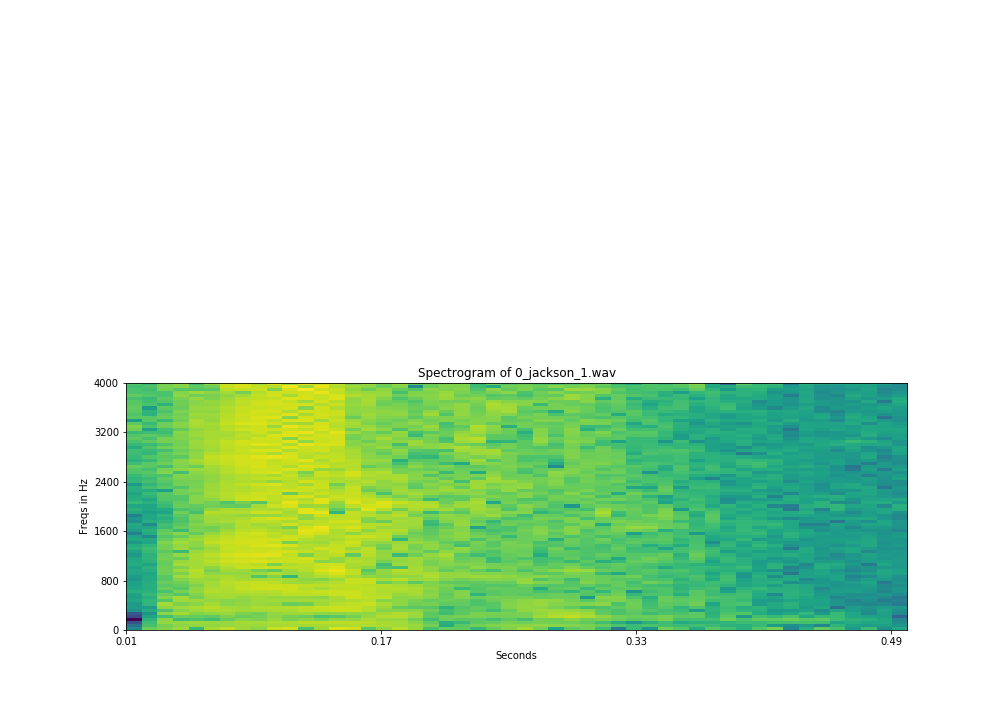 Spectrogram of 0_jackson_1.wav
4000
3200
2400
1600
800
0
Freqs in Hz
0.01 0.17 0.33 0.49
Seconds